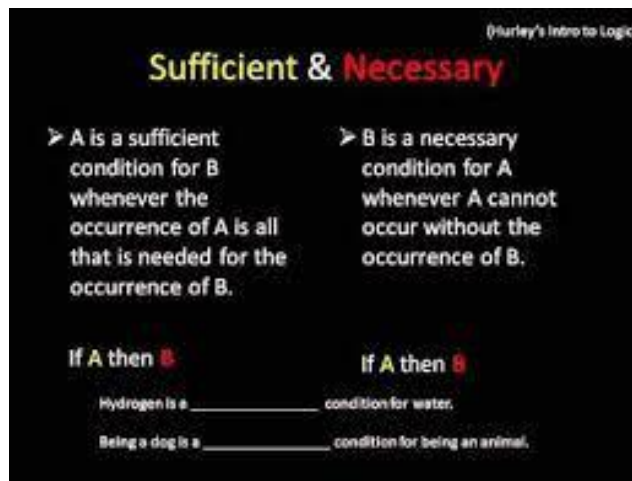 (Hurley's Intro to Logic
Sufficient & Necessary
➢ A is a sufficient
condition for B
whenever the
occurrence of A is all
that is needed for the
occurrence of B.
➢ B is a necessary
condition for A
whenever A cannot
occur without the
occurrence of B.
If A then B
If A then B
Hydrogen is a ______________ condition for water.
Being a dog is a ______________ condition for being an animal.